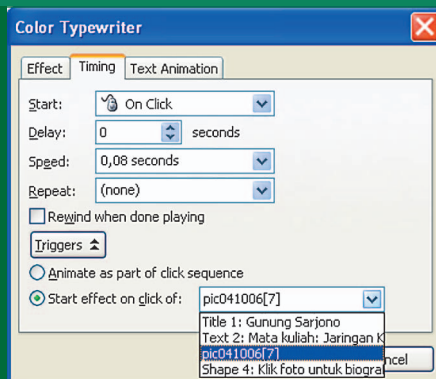 Color Typewriter
Effect Timing Text Animation
Start: On Click
Delay: 0 seconds
Speed: 0,08 seconds
Repeat: (none)
Rewind when done playing
Triggers
Animate as part of click sequence
Start effect on click of: pic041006[7]
Title 1: Gunung Sarjono
Text 2: Mata kuliah: Jaringan K
pic041006[7]
Shape 4: Klik foto untuk biogra
ncel